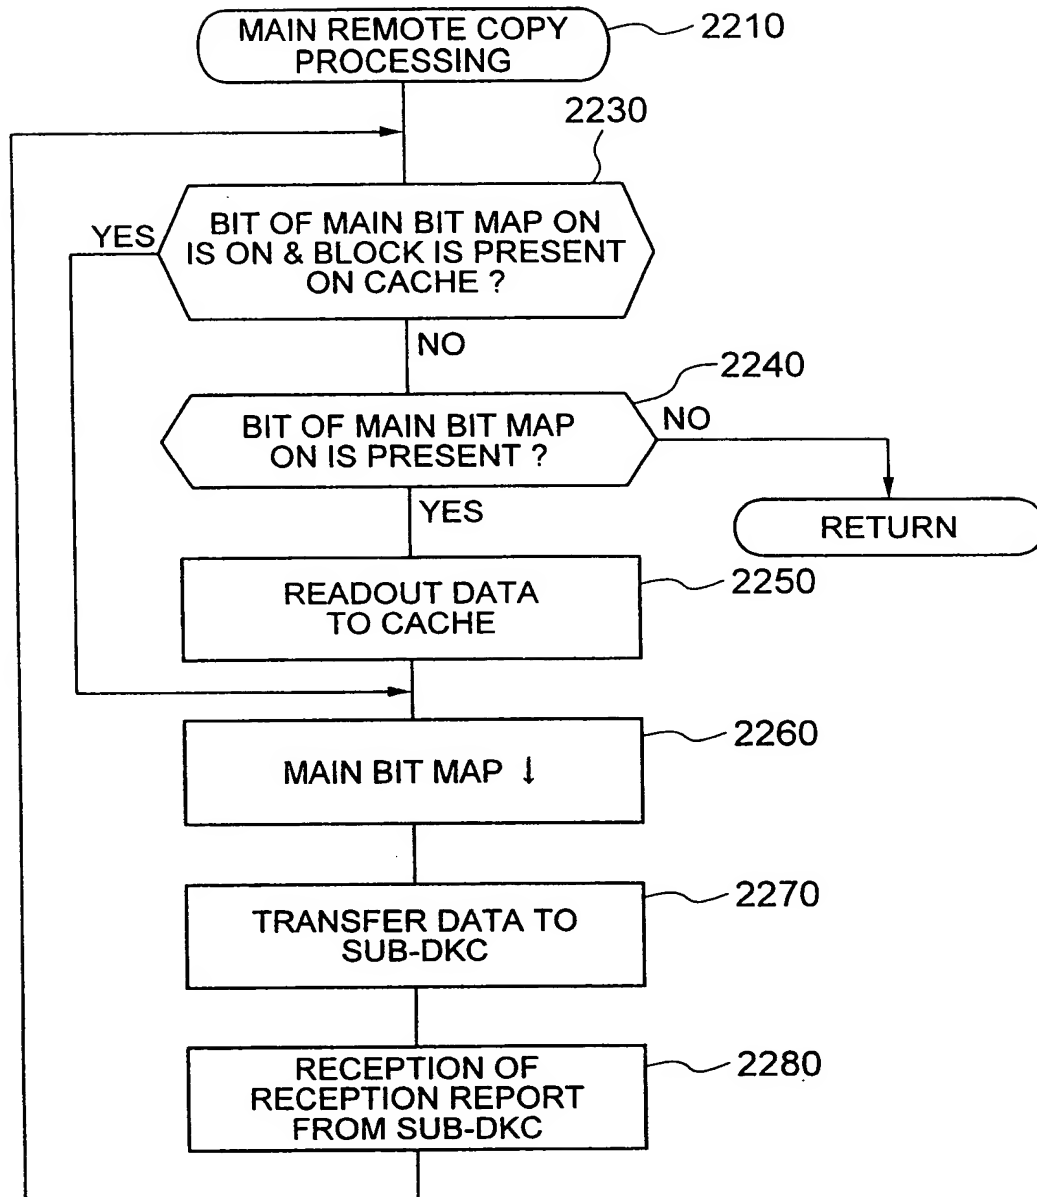 MAIN REMOTE COPY
PROCESSING
2210
2230
BIT OF MAIN BIT MAP ON
IS ON & BLOCK IS PRESENT
ON CACHE ?
YES
NO
2240
BIT OF MAIN BIT MAP
ON IS PRESENT ?
NO
YES
RETURN
2250
READOUT DATA
TO CACHE
2260
MAIN BIT MAP ↓
2270
TRANSFER DATA TO
SUB-DKC
2280
RECEPTION OF
RECEPTION REPORT
FROM SUB-DKC